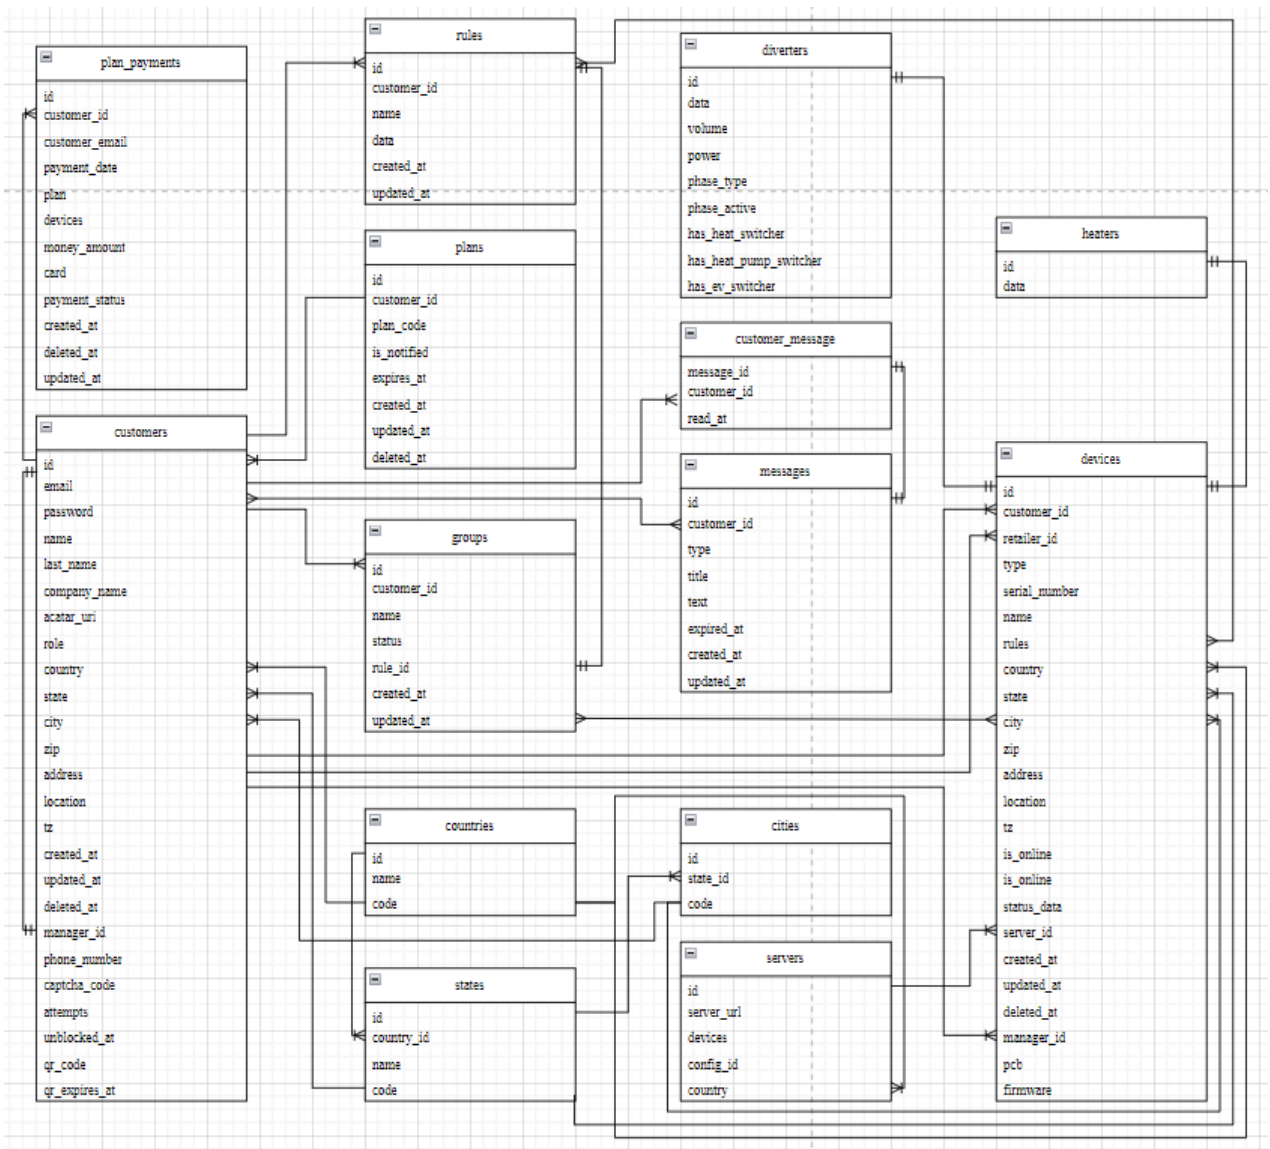 plan_payments
id
customer_id
customer_email
payment_date
plan
devices
money_amount
card
payment_status
created_at
deleted_at
updated_at
customers
id
email
password
name
last_name
company_name
acatar_uri
role
country
state
city
zip
address
location
tz
created_at
updated_at
deleted_at
manager_id
phone_number
captcha_code
attempts
unblocked_at
qr_code
qr_expires_at
rules
id
customer_id
name
data
created_at
updated_at
plans
id
customer_id
plan_code
is_notified
expires_at
created_at
updated_at
deleted_at
groups
id
customer_id
name
status
rule_id
created_at
updated_at
countries
id
name
code
states
id
country_id
name
code
diverters
id
data
volume
power
phase_type
phase_active
has_heat_switcher
has_heat_pump_switcher
has_ev_switcher
customer_message
message_id
customer_id
read_at
messages
id
customer_id
type
title
text
expired_at
created_at
updated_at
cities
id
state_id
code
servers
id
server_url
devices
config_id
country
heaters
id
data
devices
id
customer_id
retailer_id
type
serial_number
name
rules
country
state
city
zip
address
location
tz
is_online
is_online
status_data
server_id
created_at
updated_at
deleted_at
manager_id
pcb
firmware